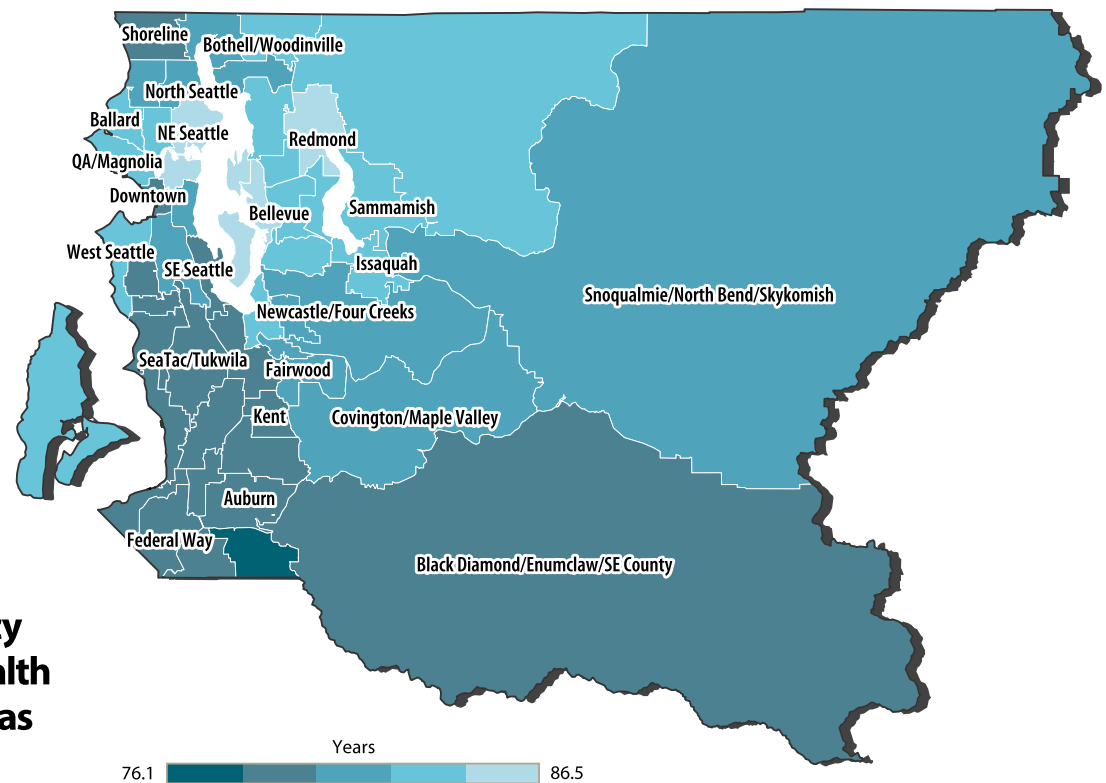 Shoreline
Bothell/Woodinville
North Seattle
Ballard
NE Seattle
Redmond
QA/Magnolia
Downtown
Sammamish
Bellevue
West Seattle
SE Seattle
Issaquah
Snoqualmie/North Bend/Skykomish
Newcastle/Four Creeks
SeaTac/Tukwila
Fairwood
Kent
Covington/Maple Valley
Auburn
Federal Way
Black Diamond/Enumclaw/SE County
as
Years
76.1
86.5